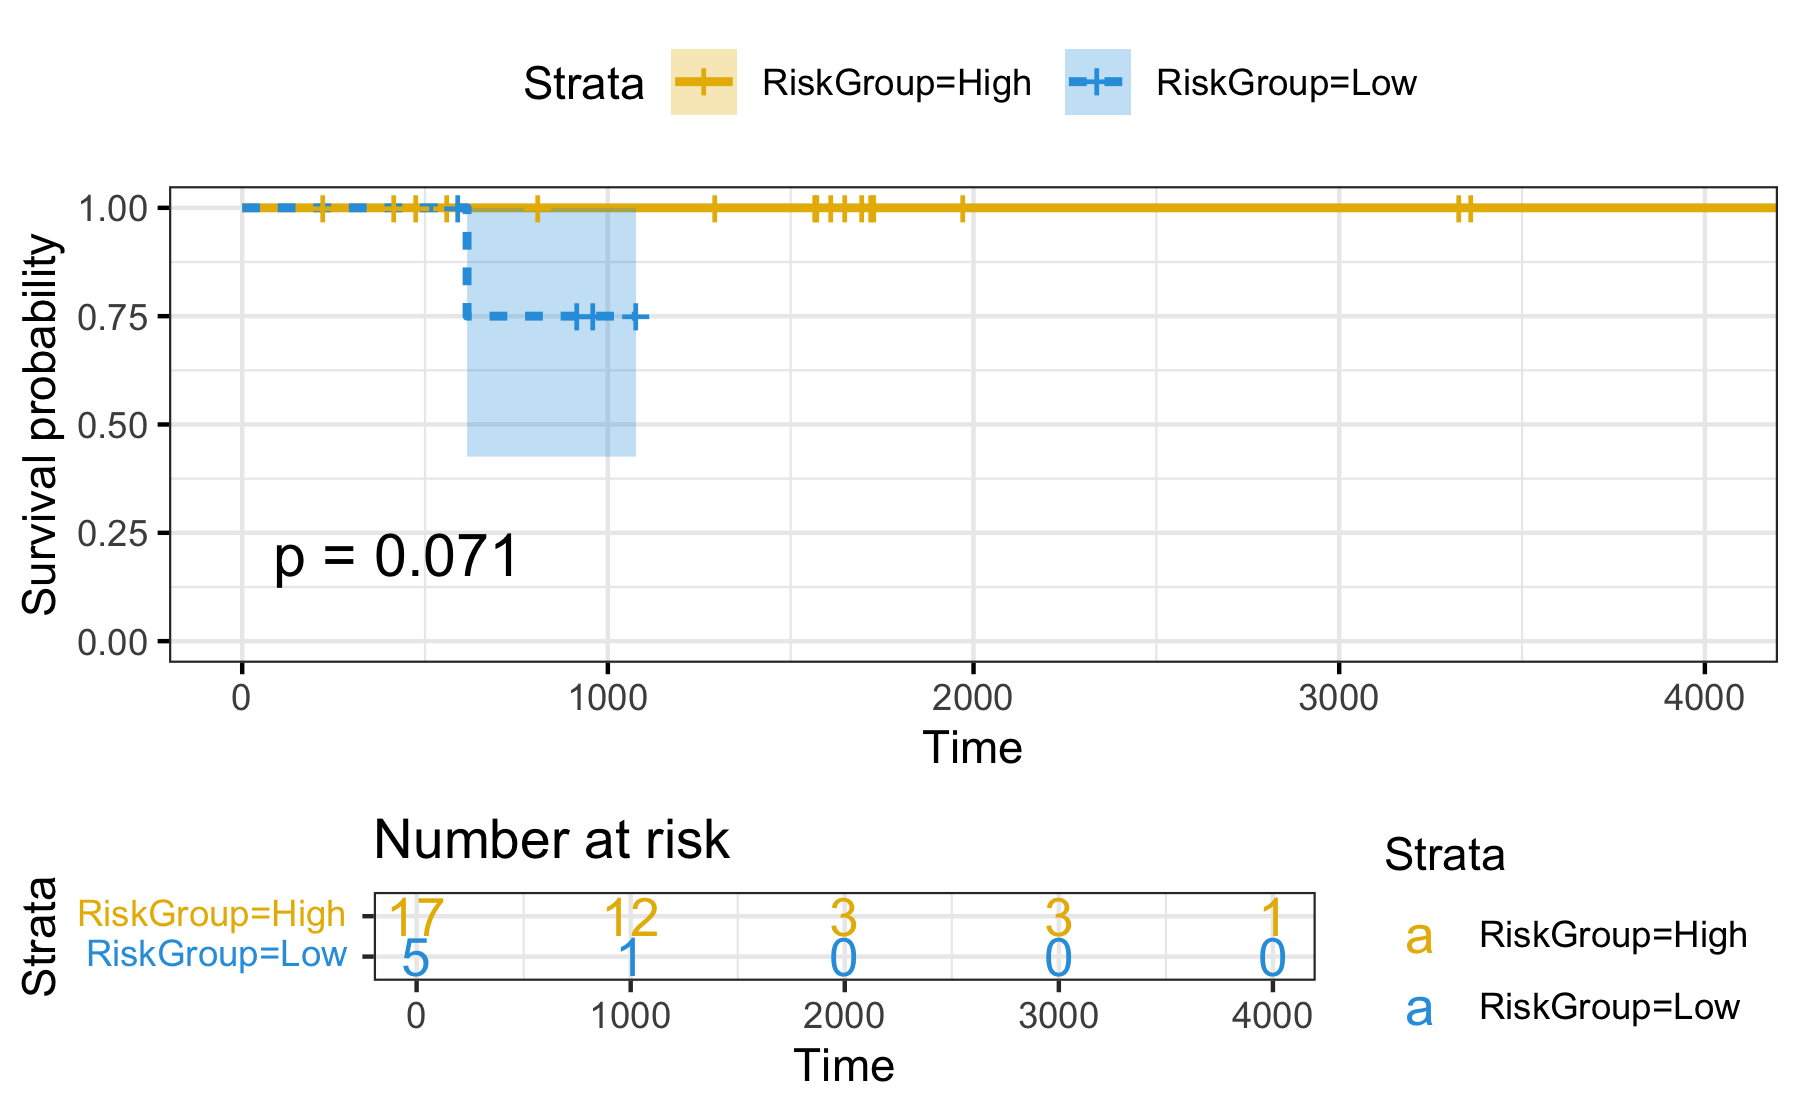 Strata RiskGroup=High RiskGroup=Low
Survival probability
1.00
0.75
0.50
0.25
0.00
p = 0.071
0 1000 2000 3000 4000
Time
Number at risk
Strata
RiskGroup=High 17 12 3 3 1
RiskGroup=Low 5 1 0 0 0
0 1000 2000 3000 4000
Time
Strata
a RiskGroup=High
a RiskGroup=Low